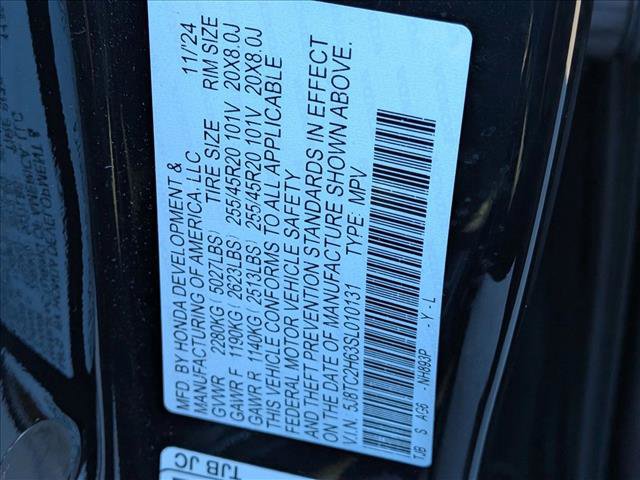 MFD. BY HONDA DEVELOPMENT & 11/'24
MANUFACTURING OF AMERICA, LLC
TIRE SIZE RIM SIZE
GVWR 2280KG ( 5027LBS)
GAWR F 1190KG ( 2623LBS) 255/45R20 101V 20X8.0J
GAWR R 1140KG ( 2513LBS) 255/45R20 101V 20X8.0J
THIS VEHICLE CONFORMS TO ALL APPLICABLE
FEDERAL MOTOR VEHICLE SAFETY
AND THEFT PREVENTION STANDARDS IN EFFECT
ON THE DATE OF MANUFACTURE SHOWN ABOVE.
V.I.N. 5J8TC2H63SL010131 TYPE: MPV
TJB S AG0 - NH893P - Y - L
TJB JC